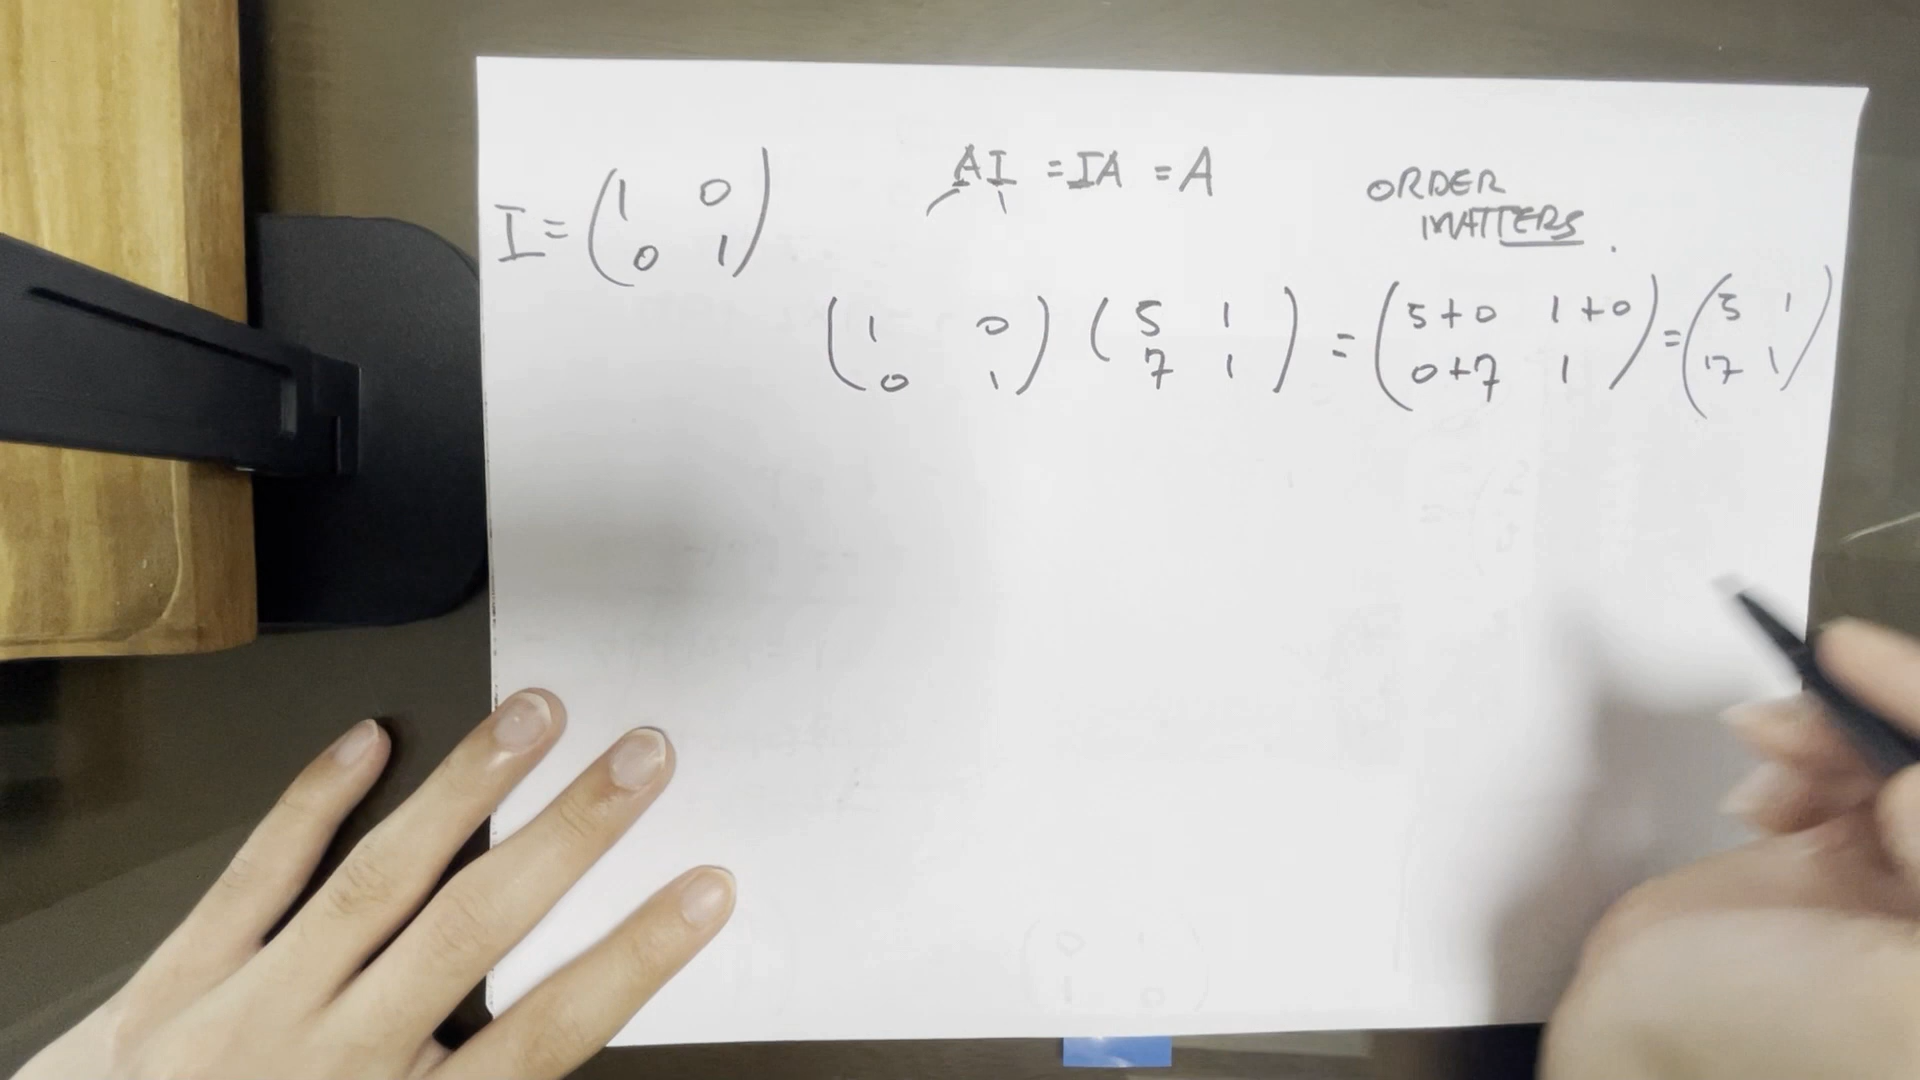 I = ( 1 0
0 1 )
AI = IA = A
ORDER
MATTERS.
( 1 0 ) ( 5 1 ) = ( 5+0 1+0 ) = ( 5 1 )
( 0 1 ) ( 7 1 ) ( 0+7 1 ) ( 7 1 )